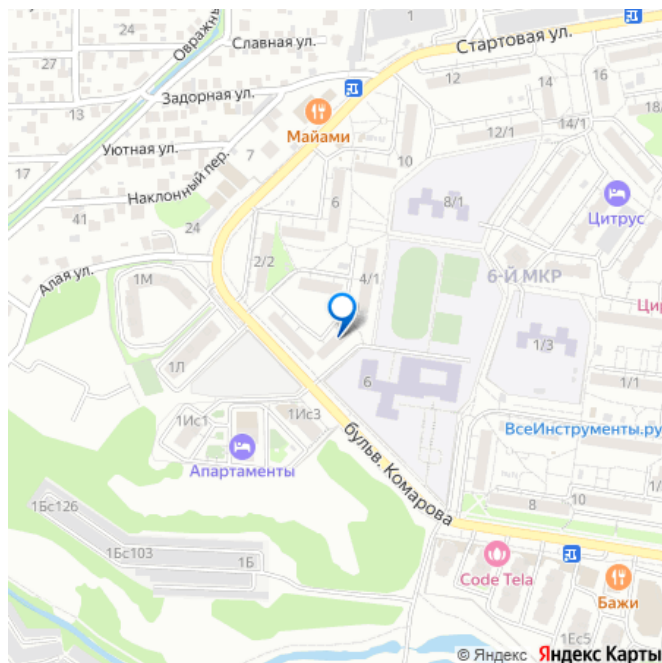 1
Славная ул.
Стартовая ул.
27
24
Овражны
12
14
16
Задорная ул.
18
13
Майами
14/1
12/1
Уютная ул.
7
10
17
Наклонный пер.
6
8/1
Цитрус
41
24
2/2
4/1
6-Й МКР
Алая ул.
1М
Цир
1/3
1Л
6
1/1
1Ис1
1Ис3
ВсеИнструменты.ру
Апартаменты
бульв. Комарова
1Бс126
8
10
1Бс103
1Б
Code Tela
Бажи
1Ес5
© Яндекс Яндекс Карты